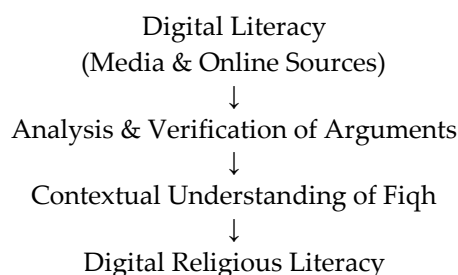 Digital Literacy
(Media & Online Sources)
↓
Analysis & Verification of Arguments
↓
Contextual Understanding of Fiqh
↓
Digital Religious Literacy